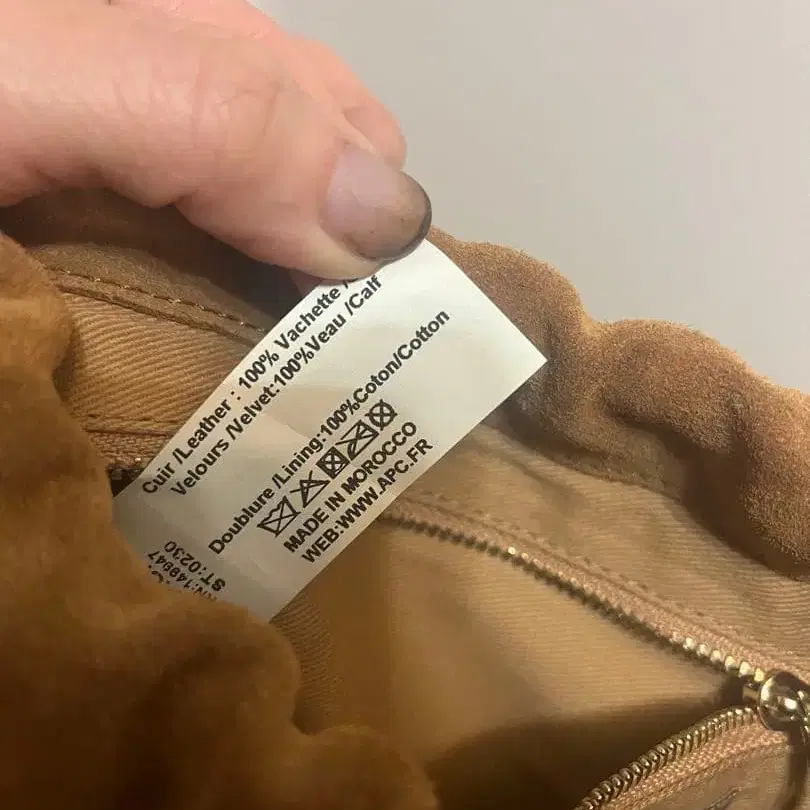 Cuir /Leather : 100% Vachette /
Velours /Velvet:100%Veau /Calf
Doublure /Lining:100%Coton/Cotton
MADE IN MOROCCO
WEB:WWW.APC.FR
ST:0230